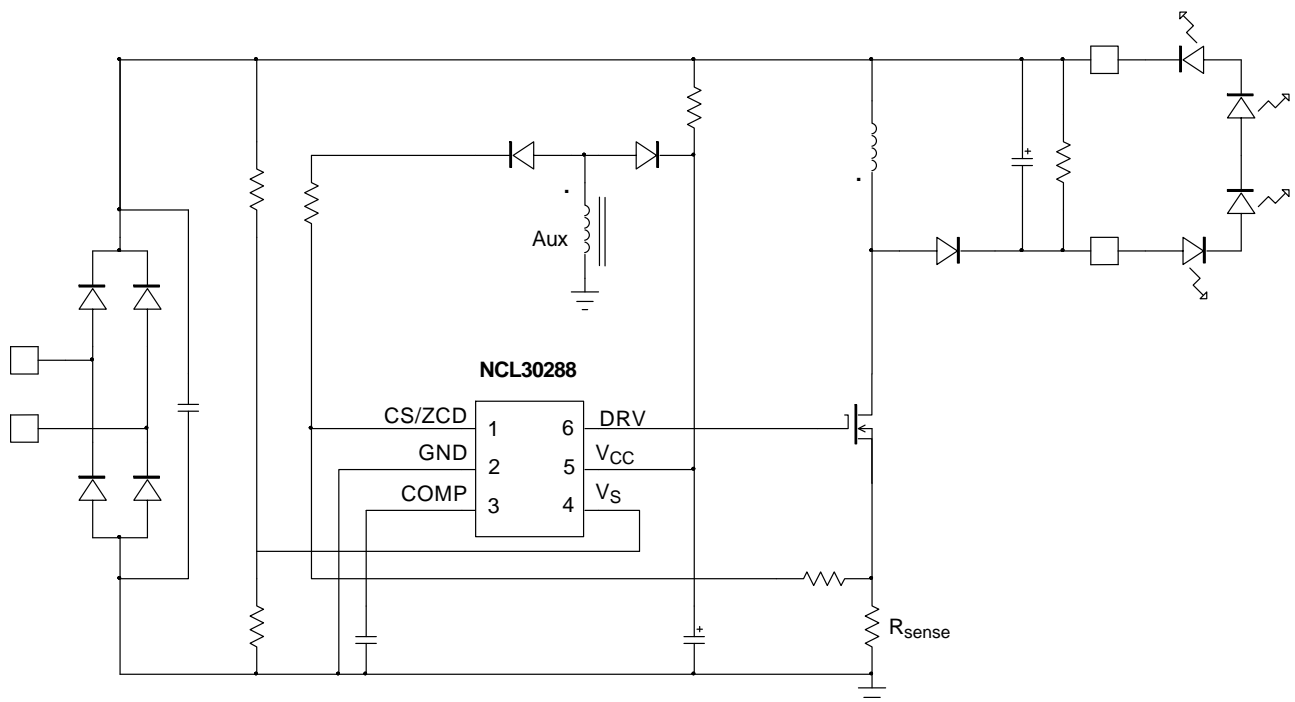 Aux
NCL30288
CS/ZCD 1 6 DRV
GND 2 5 VCC
COMP 3 4 VS
+
+
Rsense